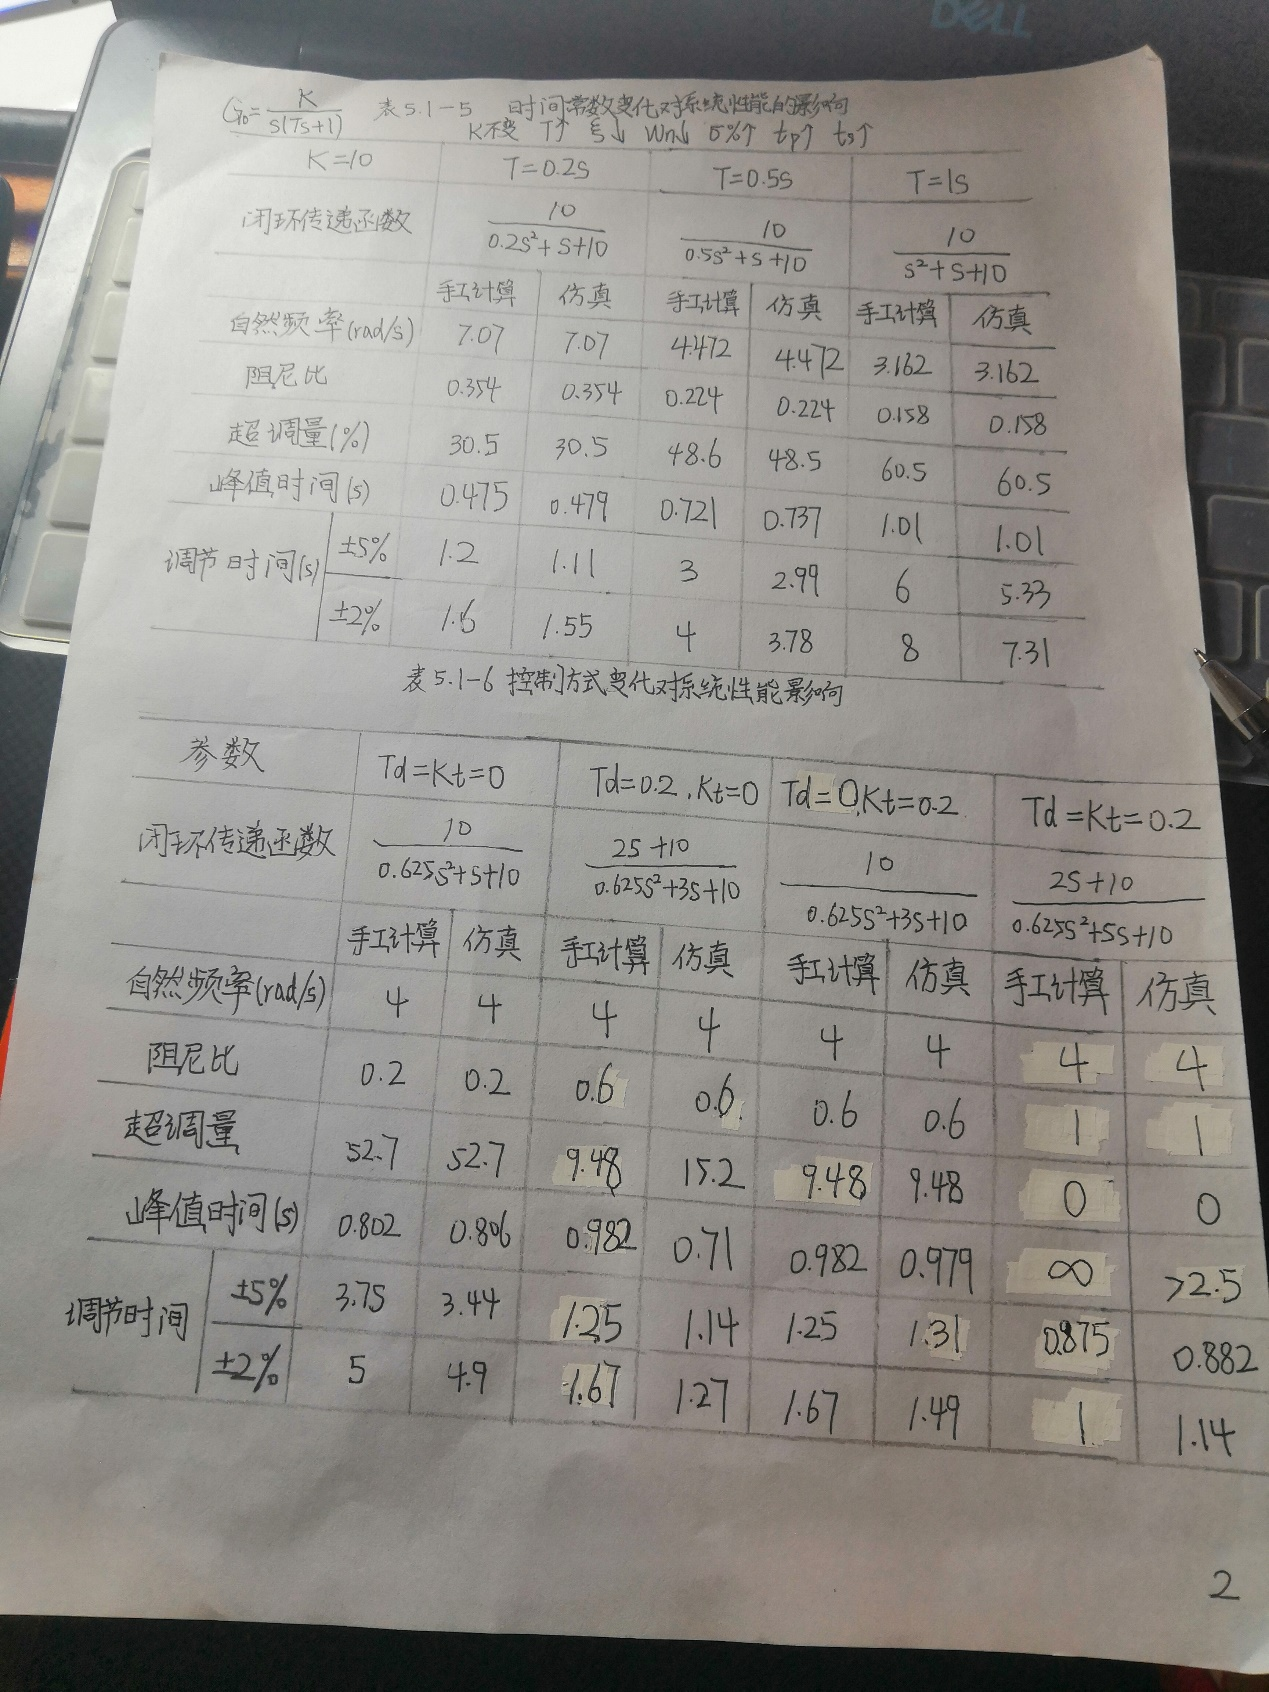 DELL
G(s)=K/(s(Ts+1)) 表5.1-5 时间常数变化对系统性能的影响
K不变 T↑ ξ↓ Wn↓ σ%↑ tp↑ ts↑
K=10 T=0.2s T=0.5s T=1s
闭环传递函数 10/(0.2s²+s+10) 10/(0.5s²+s+10) 10/(s²+s+10)
手工计算 仿真 手工计算 仿真 手工计算 仿真
自然频率(rad/s) 7.07 7.07 4.472 4.472 3.162 3.162
阻尼比 0.354 0.354 0.224 0.224 0.158 0.158
超调量(%) 30.5 30.5 48.6 48.5 60.5 60.5
峰值时间(s) 0.475 0.479 0.721 0.737 1.01 1.01
调节时间(s) ±5% 1.2 1.11 3 2.99 6 5.33
±2% 1.6 1.55 4 3.78 8 7.31
表5.1-6 控制方式变化对系统性能影响
参数 Td=Kt=0 Td=0.2,Kt=0 Td=0,Kt=0.2 Td=Kt=0.2
闭环传递函数 10/(0.625s²+s+10) 2s+10/(0.625s²+3s+10) 10/(0.625s²+3s+10) 2s+10/(0.625s²+5s+10)
手工计算 仿真 手工计算 仿真 手工计算 仿真 手工计算 仿真
自然频率(rad/s) 4 4 4 4 4 4 4 4
阻尼比 0.2 0.2 0.6 0.6 0.6 0.6 1 1
超调量 52.7 52.7 9.48 15.2 9.48 9.48 0 0
峰值时间(s) 0.802 0.806 0.982 0.71 0.982 0.979 ∞ >2.5
调节时间 ±5% 3.75 3.44 1.25 1.14 1.25 1.31 0.875 0.882
±2% 5 4.9 1.67 1.27 1.67 1.49 1 1.14
2